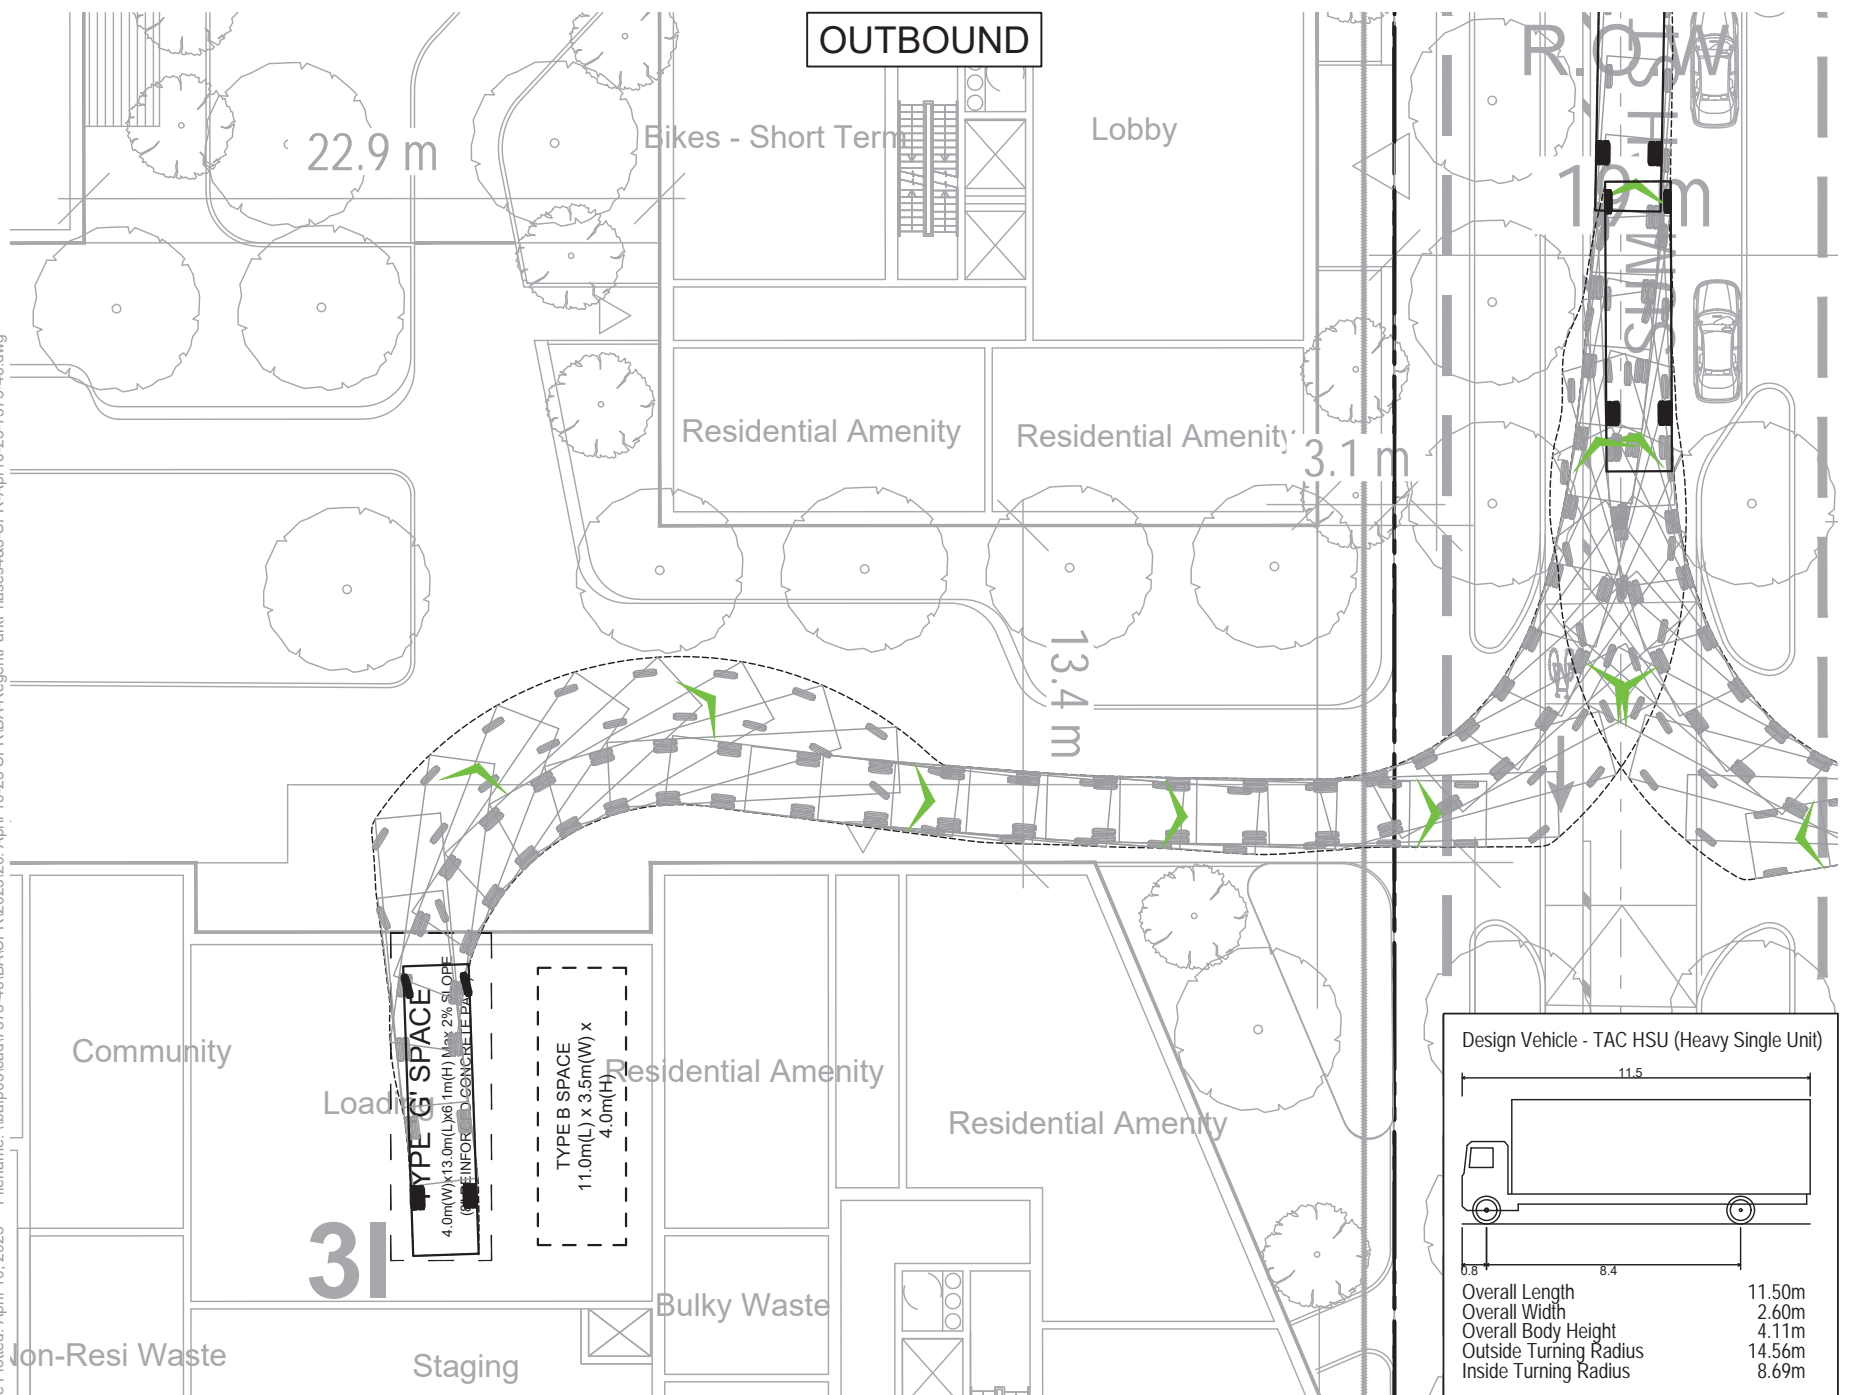 OUTBOUND
R.O.W
22.9 m
Bikes - Short Term
Lobby
19 m
Residential Amenity
Residential Amenity
3.1 m
13.4 m
Community
Loading
TYPE 'G' SPACE
4.0m(W)x13.0m(L)x6.1m(H) Max 2% SLOPE
TYPE B SPACE
11.0m(L) x 3.5m(W) x
4.0m(H)
Residential Amenity
Residential Amenity
3I
Bulky Waste
Non-Resi Waste
Staging
Design Vehicle - TAC HSU (Heavy Single Unit)
11.5
0.8
8.4
Overall Length 11.50m
Overall Width 2.60m
Overall Body Height 4.11m
Outside Turning Radius 14.56m
Inside Turning Radius 8.69m